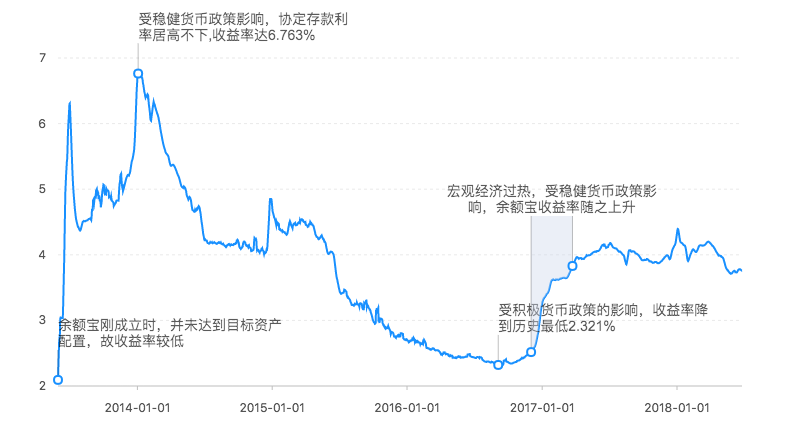 受稳健货币政策影响，协定存款利
率居高不下,收益率达6.763%
7
6
5
宏观经济过热，受稳健货币政策影
响，余额宝收益率随之上升
4
受积极货币政策的影响，收益率降
到历史最低2.321%
3
余额宝刚成立时，并未达到目标资产
配置，故收益率较低
2
2014-01-01
2015-01-01
2016-01-01
2017-01-01
2018-01-01